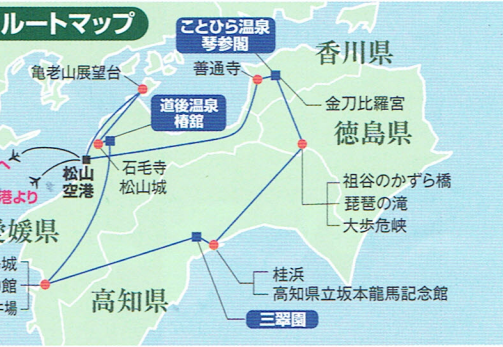 ルートマップ
ことひら温泉
琴参閣
香川県
亀老山展望台
善通寺
道後温泉
椿館
金刀比羅宮
徳島県
へ
松山
空港
石毛寺
松山城
港より
祖谷のかずら橋
琵琶の滝
大歩危峡
愛媛県
城
館
場
桂浜
高知県立坂本龍馬記念館
高知県
三翠園